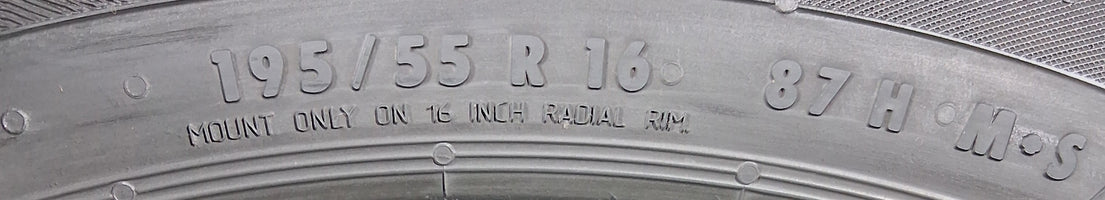 195/55 R 16 87 H M•S
MOUNT ONLY ON 16 INCH RADIAL RIM.